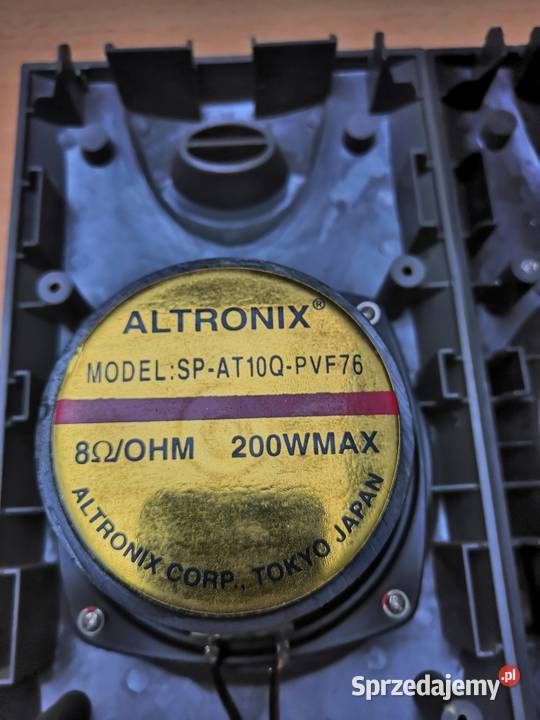 ALTRONIX®
MODEL:SP-AT10Q-PVF76
8Ω/OHM 200WMAX
ALTRONIX CORP., TOKYO JAPAN
Sprzedajemy.pl